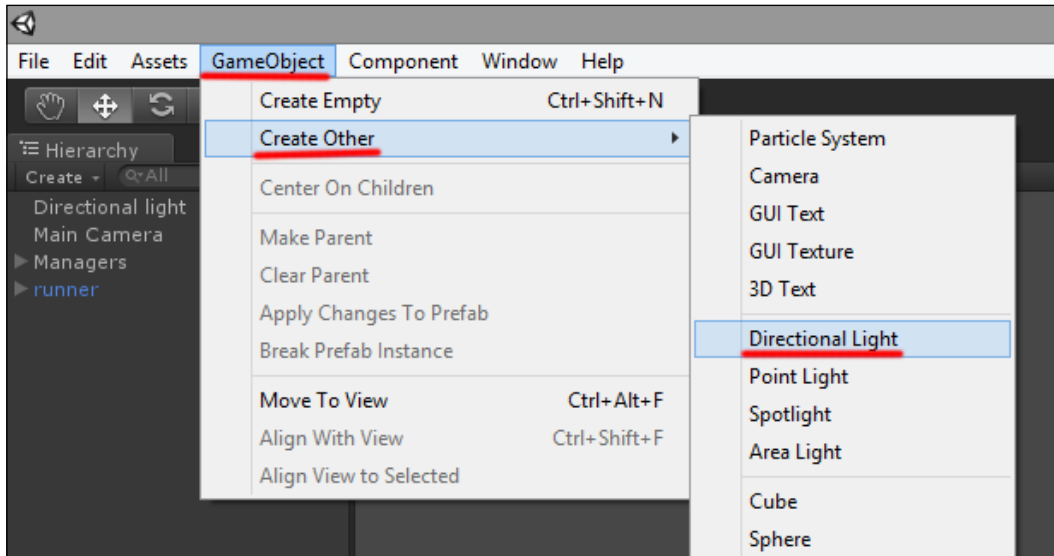 File Edit Assets GameObject Component Window Help
Hierarchy
Create All
Directional light
Main Camera
Managers
runner
Create Empty Ctrl+Shift+N
Create Other
Center On Children
Make Parent
Clear Parent
Apply Changes To Prefab
Break Prefab Instance
Move To View Ctrl+Alt+F
Align With View Ctrl+Shift+F
Align View to Selected
Particle System
Camera
GUI Text
GUI Texture
3D Text
Directional Light
Point Light
Spotlight
Area Light
Cube
Sphere